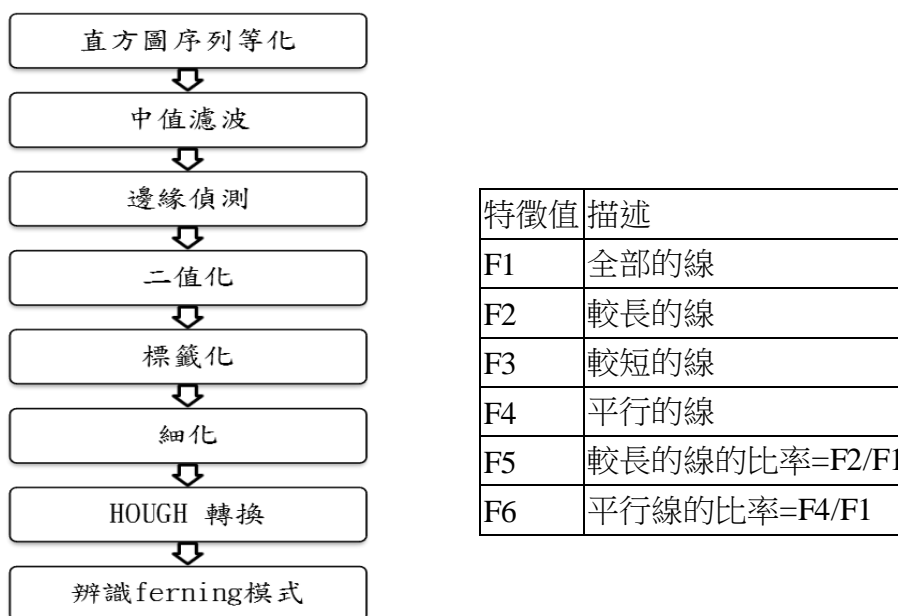 直方圖序列等化
中值濾波
邊緣偵測
二值化
標籤化
細化
HOUGH 轉換
辨識ferning模式
特徵值 描述
F1 全部的線
F2 較長的線
F3 較短的線
F4 平行的線
F5 較長的線的比率=F2/F1
F6 平行線的比率=F4/F1